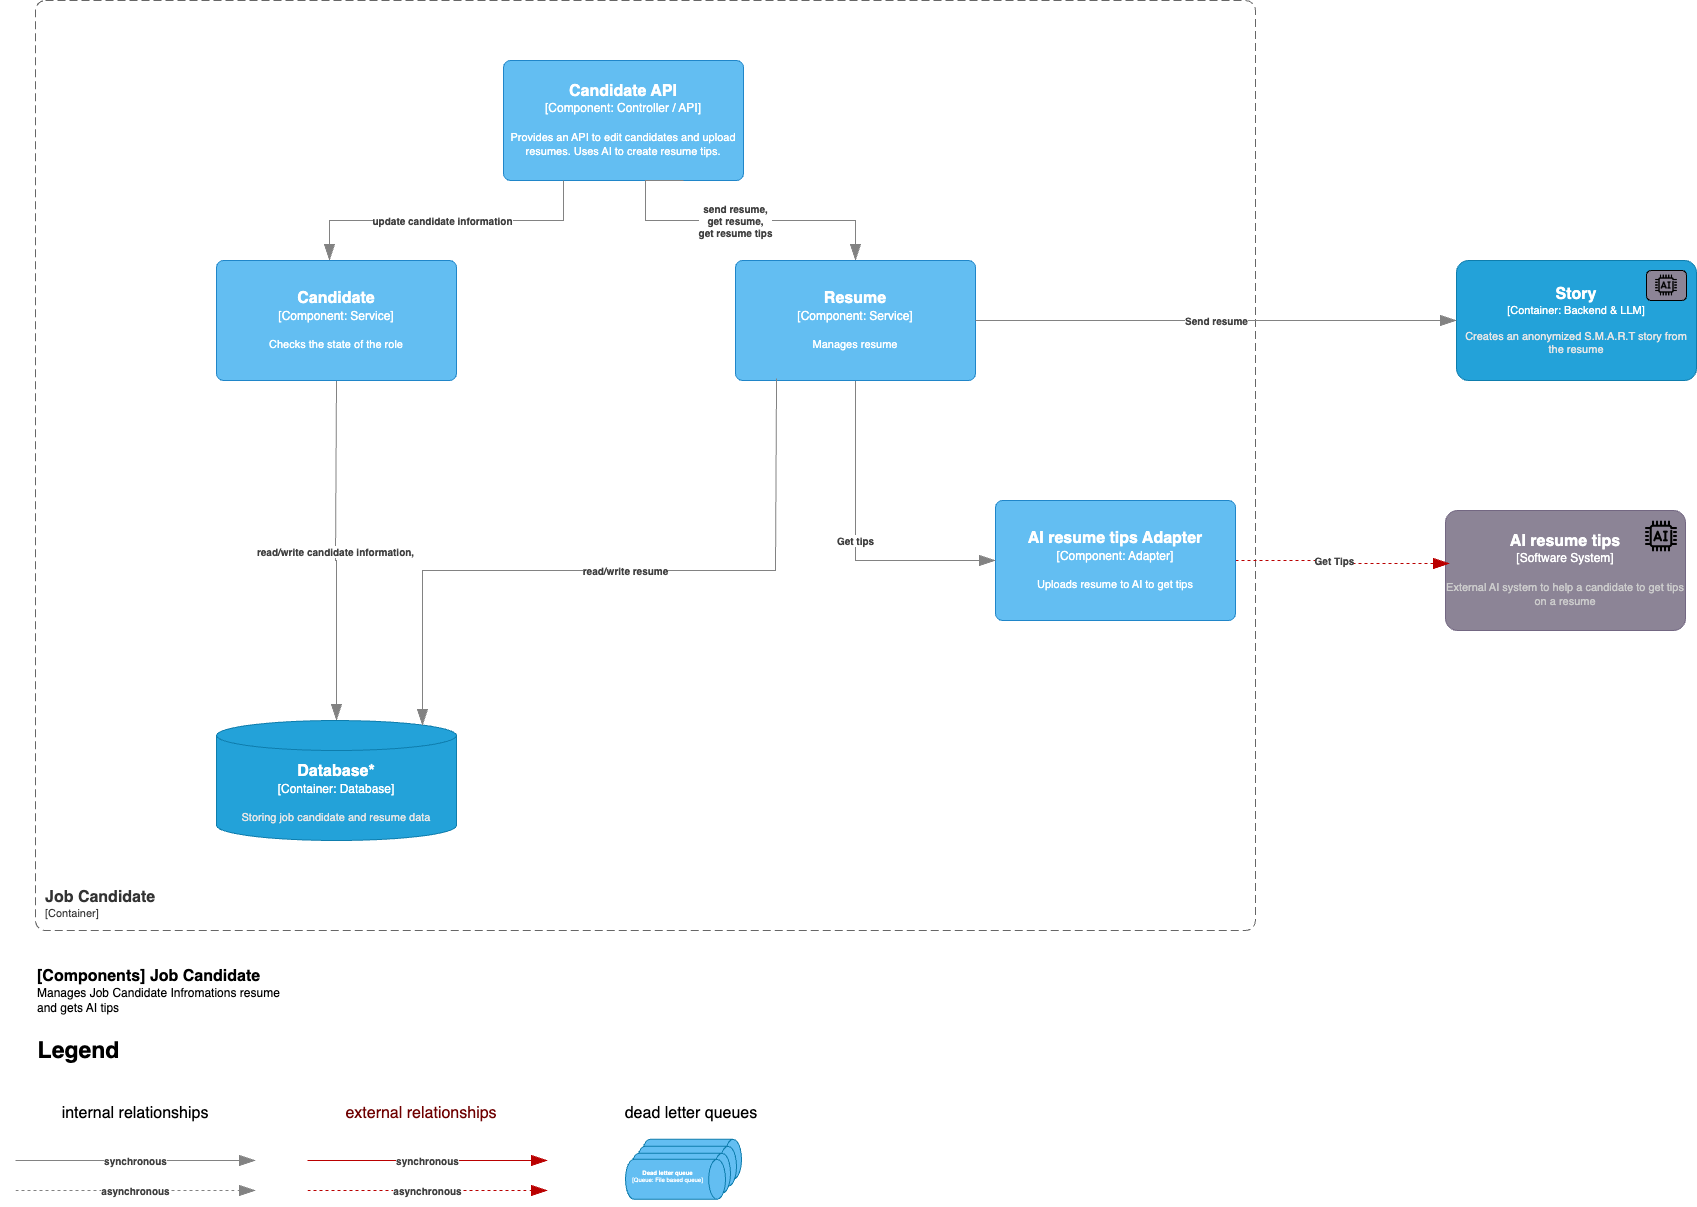 Candidate API
[Component: Controller / API]
Provides an API to edit candidates and upload
resumes. Uses AI to create resume tips.
update candidate information
send resume,
get resume,
get resume tips
Candidate
[Component: Service]
Checks the state of the role
Resume
[Component: Service]
Manages resume
Send resume
AI
Story
[Container: Backend & LLM]
Creates an anonymized S.M.A.R.T story from
the resume
read/write candidate information,
read/write resume
Get tips
AI resume tips Adapter
[Component: Adapter]
Uploads resume to AI to get tips
Get Tips
AI
AI resume tips
[Software System]
External AI system to help a candidate to get tips
on a resume
Database*
[Container: Database]
Storing job candidate and resume data
Job Candidate
[Container]
[Components] Job Candidate
Manages Job Candidate Infromations resume
and gets AI tips
Legend
internal relationships
synchronous
asynchronous
external relationships
synchronous
asynchronous
dead letter queues
Dead letter queue
[Queue: File based queue]